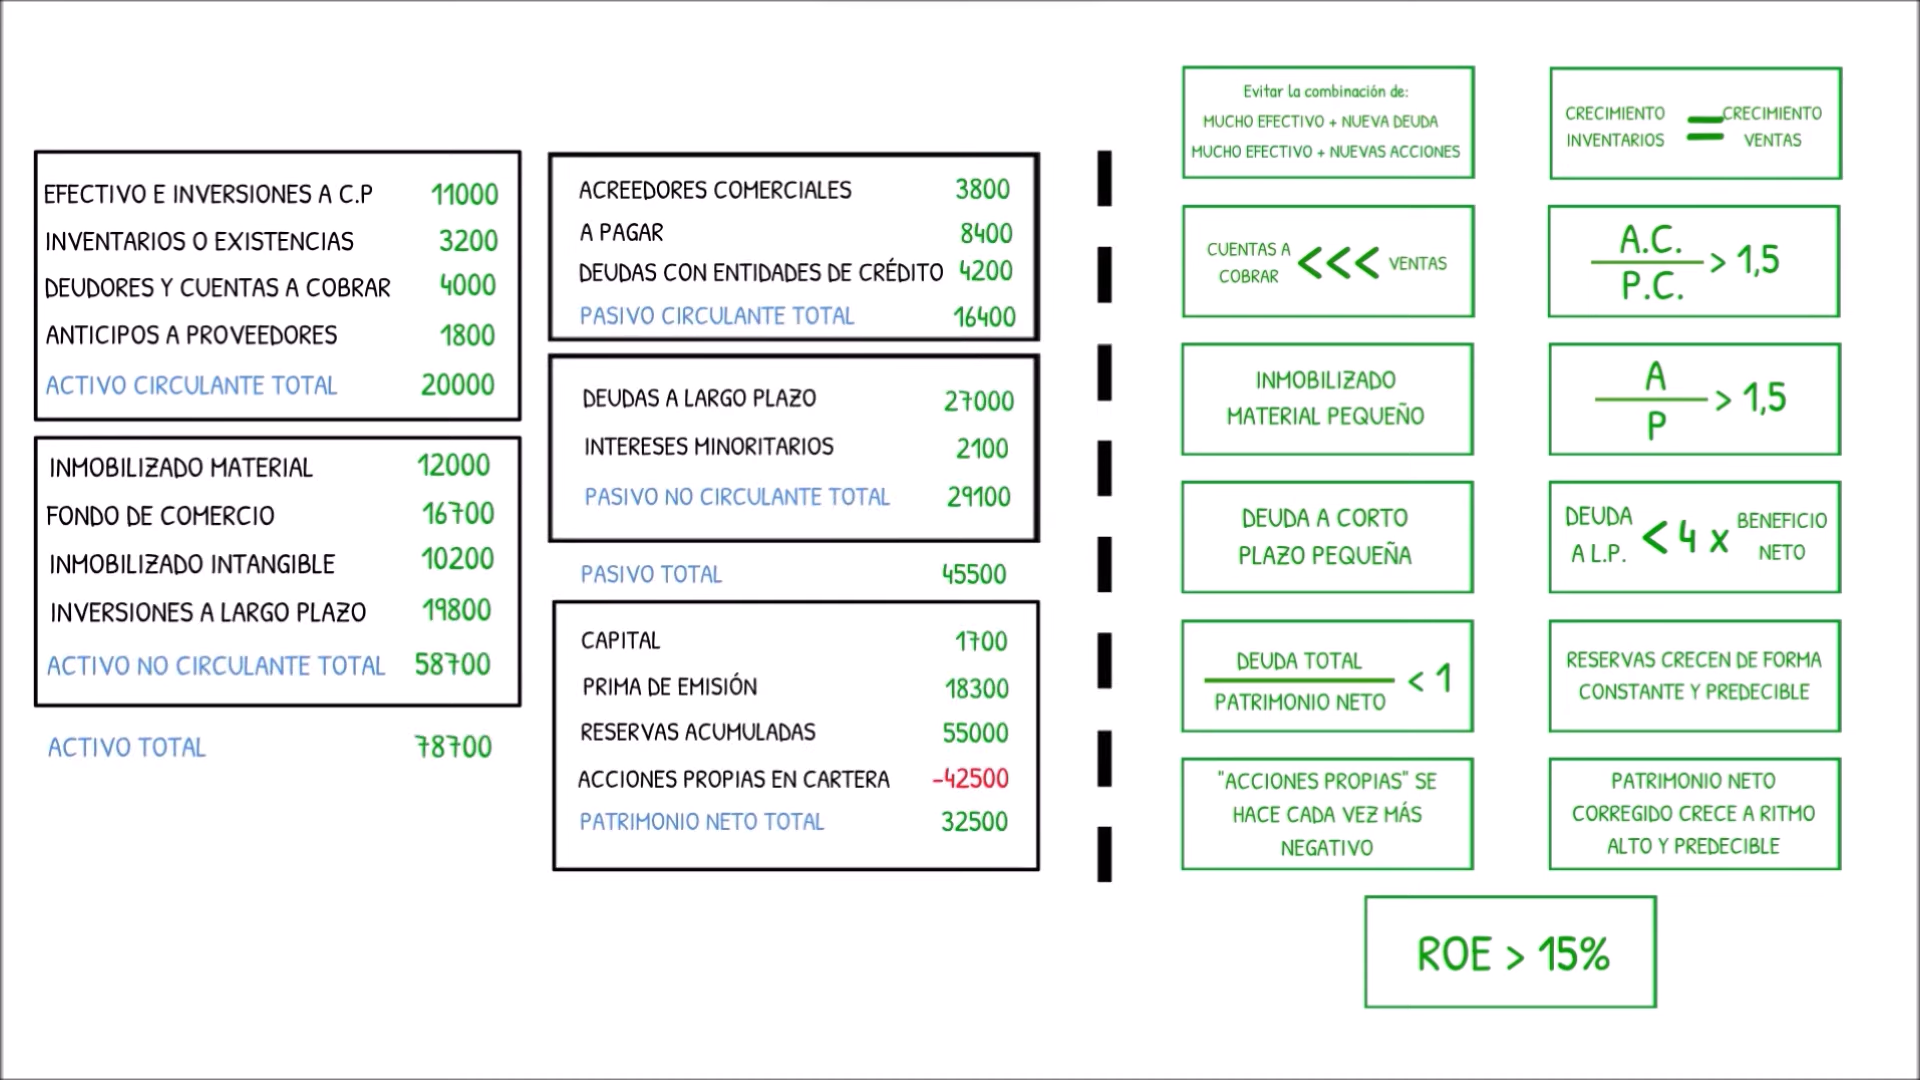 EFECTIVO E INVERSIONES A C.P 11000
INVENTARIOS O EXISTENCIAS 3200
DEUDORES Y CUENTAS A COBRAR 4000
ANTICIPOS A PROVEEDORES 1800
ACTIVO CIRCULANTE TOTAL 20000
INMOBILIZADO MATERIAL 12000
FONDO DE COMERCIO 16700
INMOBILIZADO INTANGIBLE 10200
INVERSIONES A LARGO PLAZO 19800
ACTIVO NO CIRCULANTE TOTAL 58700
ACTIVO TOTAL 78700
ACREEDORES COMERCIALES 3800
A PAGAR 8400
DEUDAS CON ENTIDADES DE CRÉDITO 4200
PASIVO CIRCULANTE TOTAL 16400
DEUDAS A LARGO PLAZO 27000
INTERESES MINORITARIOS 2100
PASIVO NO CIRCULANTE TOTAL 29100
PASIVO TOTAL 45500
CAPITAL 1700
PRIMA DE EMISIÓN 18300
RESERVAS ACUMULADAS 55000
ACCIONES PROPIAS EN CARTERA -42500
PATRIMONIO NETO TOTAL 32500
Evitar la combinación de:
MUCHO EFECTIVO + NUEVA DEUDA
MUCHO EFECTIVO + NUEVAS ACCIONES
CRECIMIENTO INVENTARIOS = CRECIMIENTO VENTAS
CUENTAS A COBRAR <<< VENTAS
A.C.
P.C. > 1,5
INMOBILIZADO
MATERIAL PEQUEÑO
A
P > 1,5
DEUDA A CORTO
PLAZO PEQUEÑA
DEUDA A L.P. < 4 x BENEFICIO NETO
DEUDA TOTAL
PATRIMONIO NETO < 1
RESERVAS CRECEN DE FORMA
CONSTANTE Y PREDECIBLE
"ACCIONES PROPIAS" SE
HACE CADA VEZ MÁS
NEGATIVO
PATRIMONIO NETO
CORREGIDO CRECE A RITMO
ALTO Y PREDECIBLE
ROE > 15%